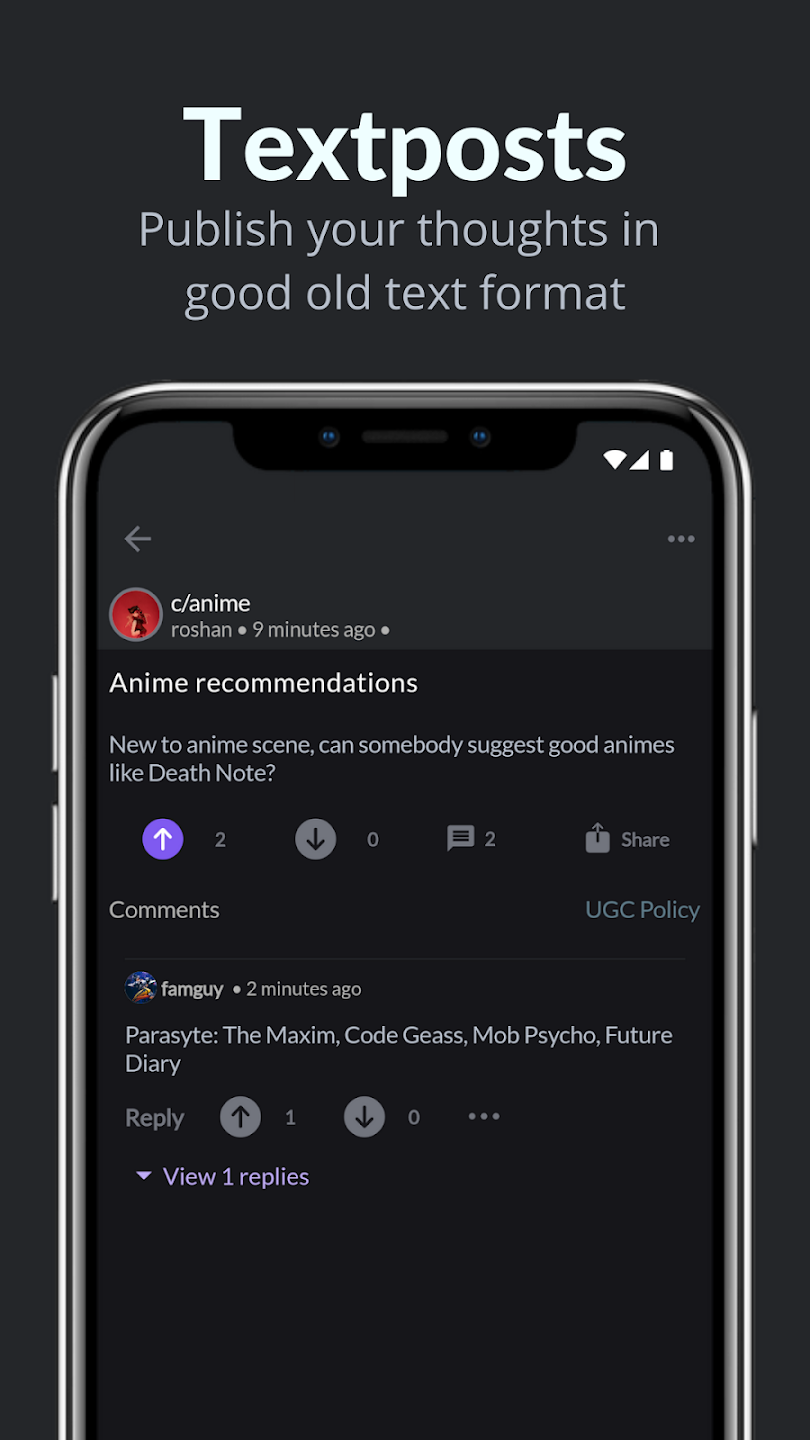 Textposts
Publish your thoughts in
good old text format
c/anime
roshan • 9 minutes ago •
Anime recommendations
New to anime scene, can somebody suggest good animes
like Death Note?
2 0 2 Share
Comments UGC Policy
famguy • 2 minutes ago
Parasyte: The Maxim, Code Geass, Mob Psycho, Future
Diary
Reply 1 0
View 1 replies